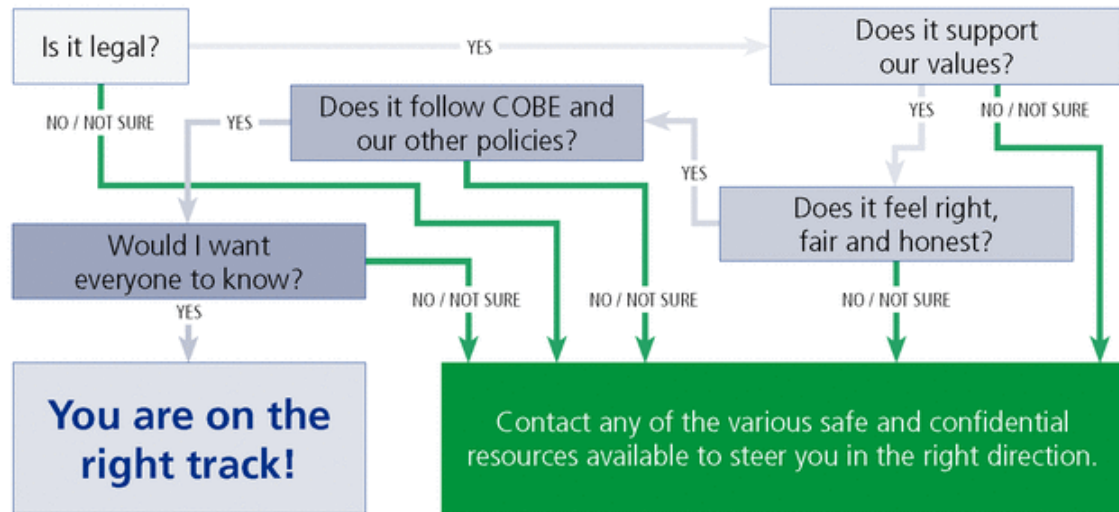 Is it legal?
YES
Does it support
our values?
NO / NOT SURE
YES
Does it follow COBE and
our other policies?
YES
NO / NOT SURE
YES
Does it feel right,
fair and honest?
Would I want
everyone to know?
NO / NOT SURE
NO / NOT SURE
NO / NOT SURE
YES
You are on the
right track!
Contact any of the various safe and confidential
resources available to steer you in the right direction.